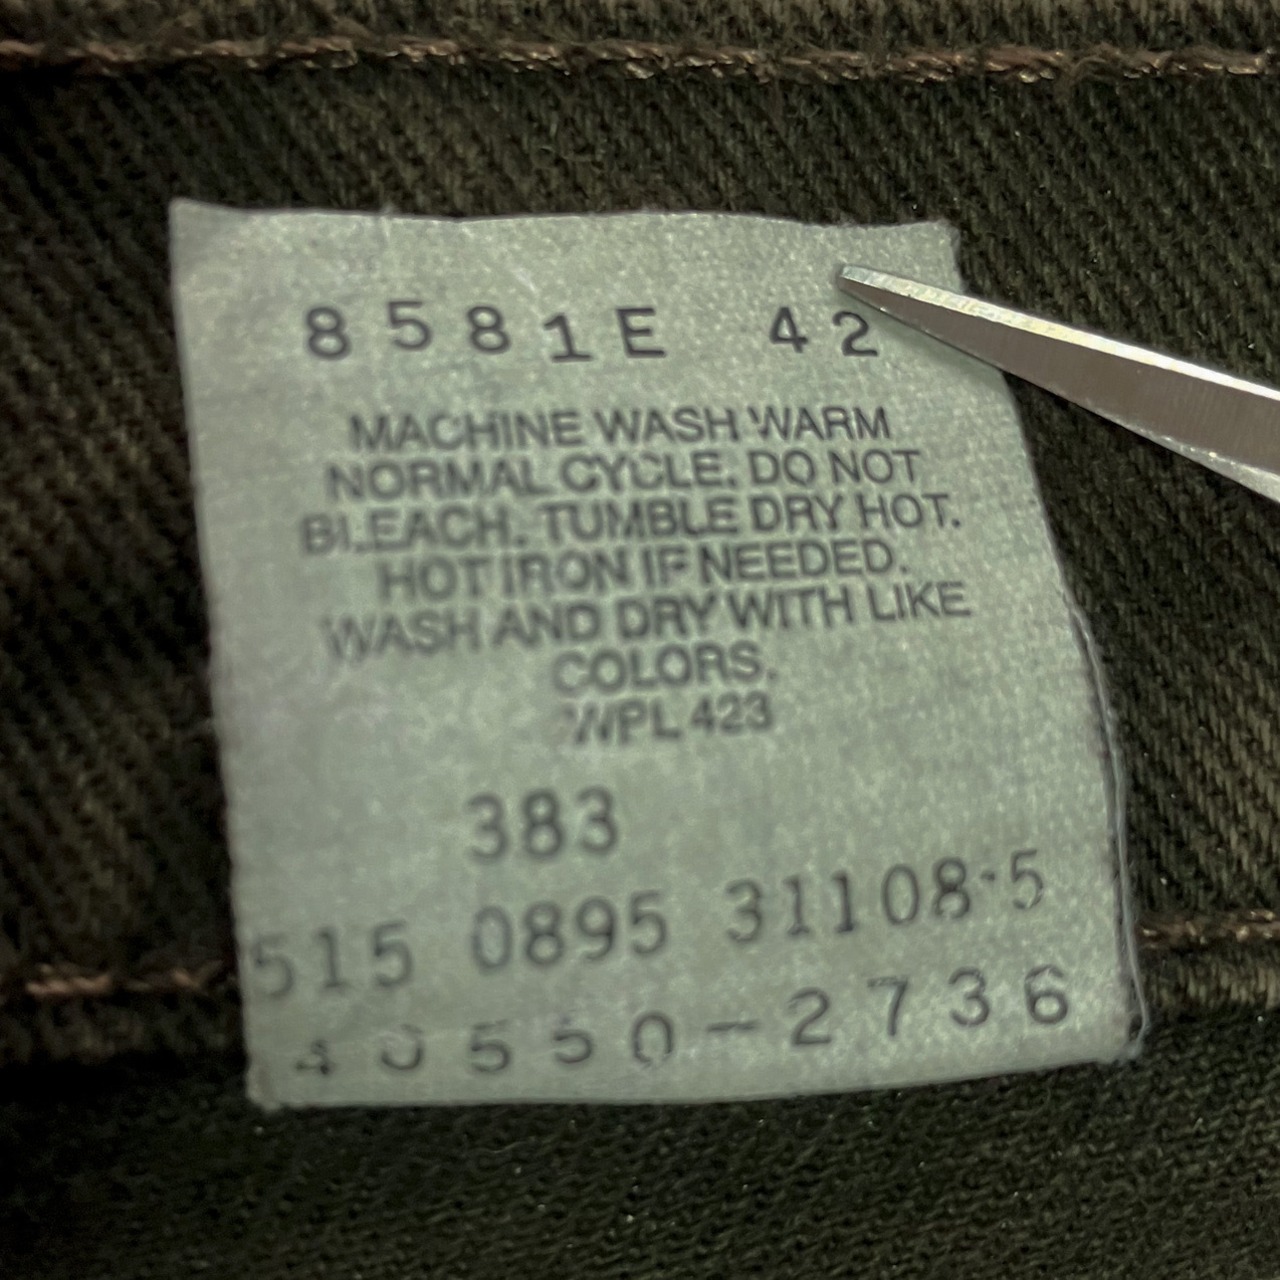 8581E 42
MACHINE WASH WARM
NORMAL CYCLE. DO NOT
BLEACH. TUMBLE DRY HOT.
HOT IRON IF NEEDED.
WASH AND DRY WITH LIKE
COLORS.
WPL 423
383
515 0895 31108·5
40550-2736